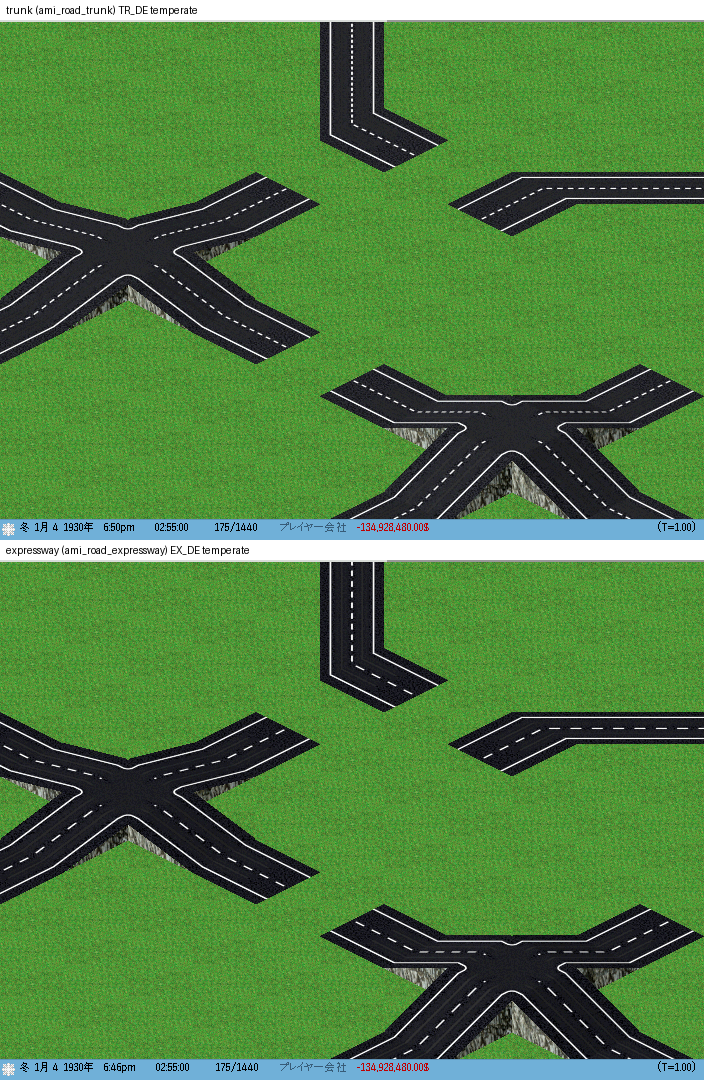 trunk (ami_road_trunk) TR_DE temperate
冬 1月 4 1930年 6:50pm 02:55:00 175/1440 プレイヤー会社 -134,928,480.00$ (T=1.00)
expressway (ami_road_expressway) EX_DE temperate
冬 1月 4 1930年 6:46pm 02:55:00 175/1440 プレイヤー会社 -134,928,480.00$ (T=1.00)